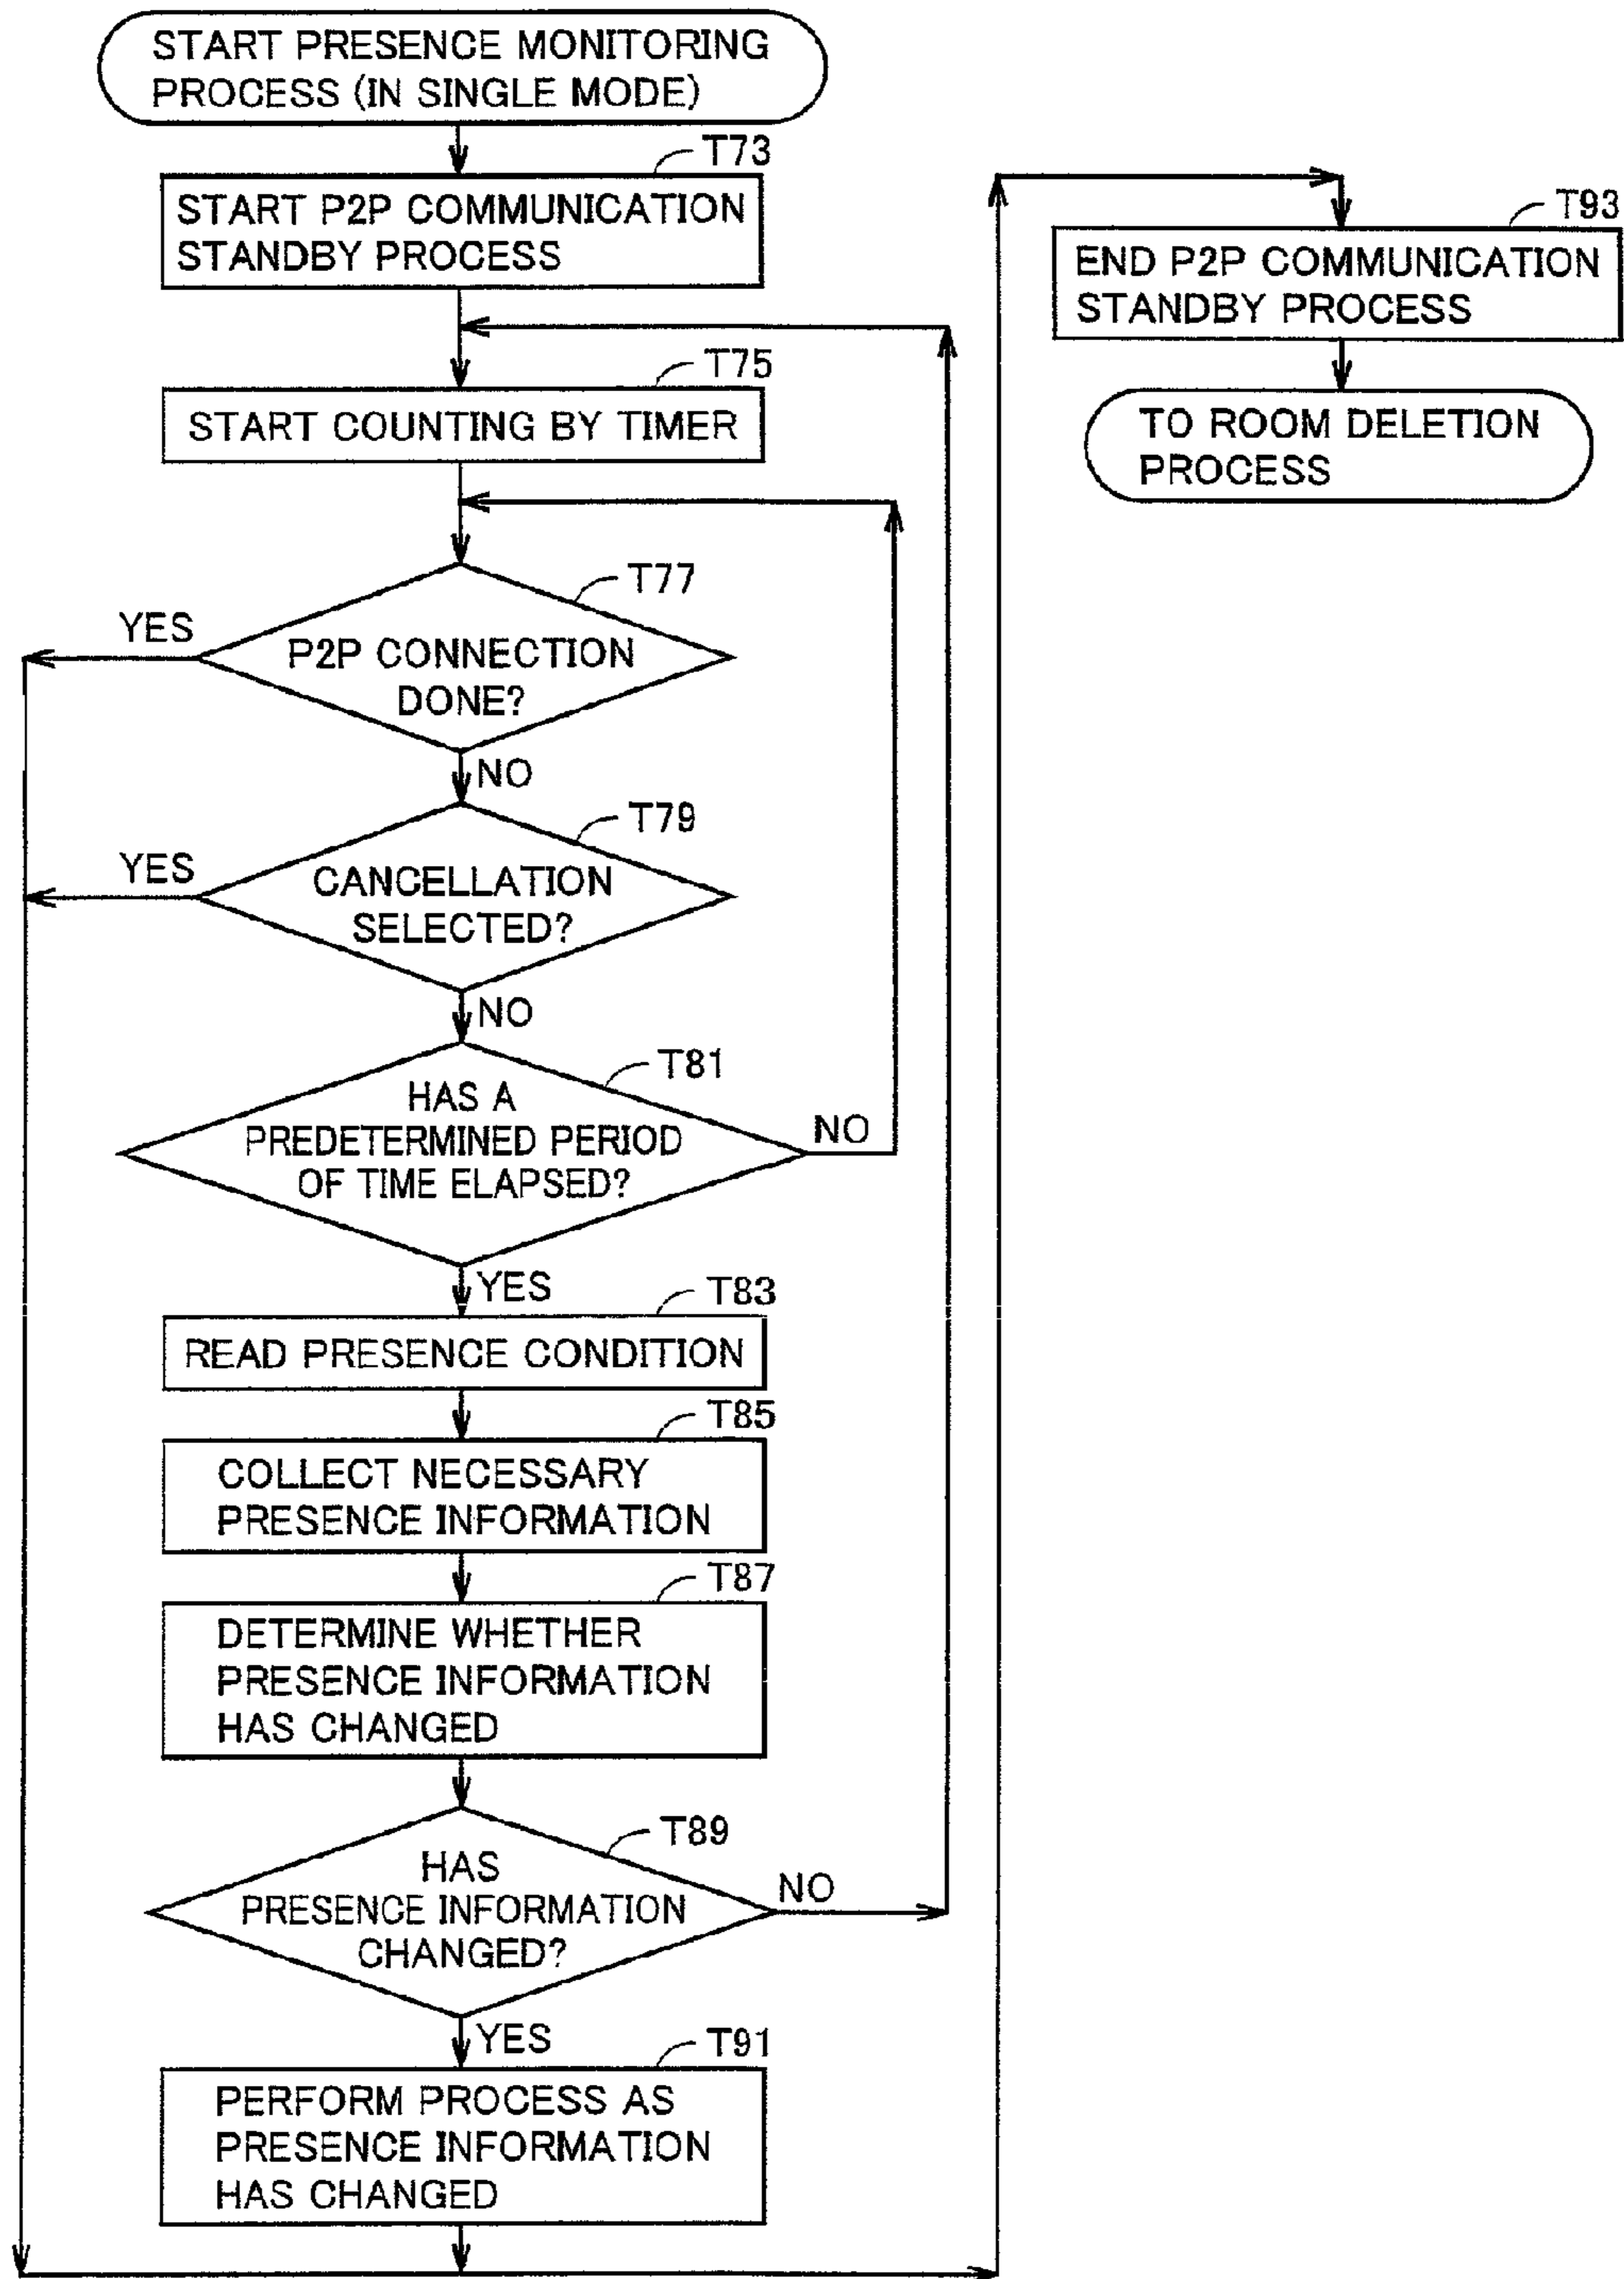 START PRESENCE MONITORING
PROCESS (IN SINGLE MODE)
T73
START P2P COMMUNICATION
STANDBY PROCESS
T75
START COUNTING BY TIMER
T77
YES
P2P CONNECTION
DONE?
NO
T79
YES
CANCELLATION
SELECTED?
NO
T81
HAS A
PREDETERMINED PERIOD
OF TIME ELAPSED?
NO
YES
T83
READ PRESENCE CONDITION
T85
COLLECT NECESSARY
PRESENCE INFORMATION
T87
DETERMINE WHETHER
PRESENCE INFORMATION
HAS CHANGED
T89
HAS
PRESENCE INFORMATION
CHANGED?
NO
YES
T91
PERFORM PROCESS AS
PRESENCE INFORMATION
HAS CHANGED
T93
END P2P COMMUNICATION
STANDBY PROCESS
TO ROOM DELETION
PROCESS